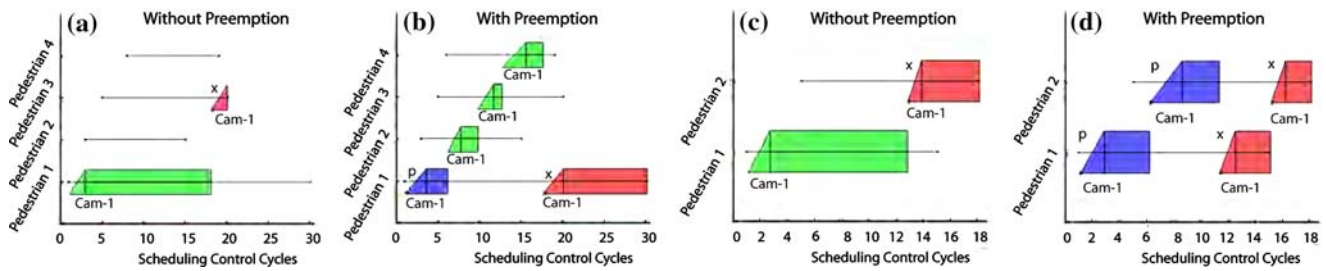 (a) Without Preemption
Pedestrian 4
Pedestrian 3
Pedestrian 2
Pedestrian 1
x
Cam-1
Cam-1
0 5 10 15 20 25 30
Scheduling Control Cycles
(b) With Preemption
Pedestrian 4
Pedestrian 3
Pedestrian 2
Pedestrian 1
Cam-1
Cam-1
Cam-1
p
x
Cam-1
Cam-1
0 5 10 15 20 25 30
Scheduling Control Cycles
(c) Without Preemption
Pedestrian 2
Pedestrian 1
x
Cam-1
Cam-1
0 2 4 6 8 10 12 14 16 18
Scheduling Control Cycles
(d) With Preemption
Pedestrian 2
Pedestrian 1
p
x
Cam-1
Cam-1
p
x
Cam-1
Cam-1
0 2 4 6 8 10 12 14 16 18
Scheduling Control Cycles